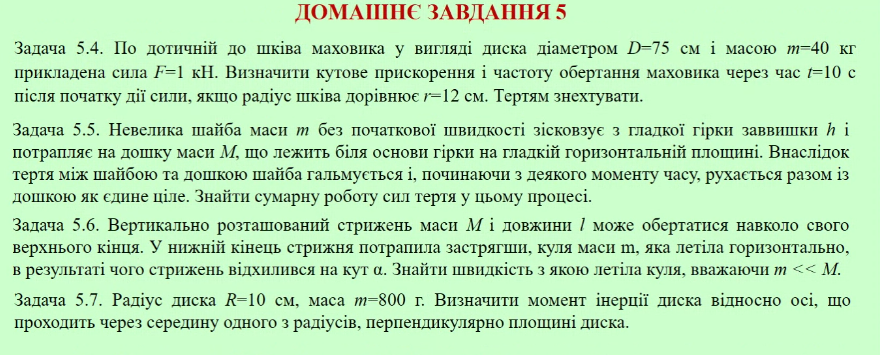 ДОМАШНЄ ЗАВДАННЯ 5
Задача 5.4. По дотичній до шківа маховика у вигляді диска діаметром D=75 см і масою m=40 кг
прикладена сила F=1 кН. Визначити кутове прискорення і частоту обертання маховика через час t=10 с
після початку дії сили, якщо радіус шківа дорівнює r=12 см. Тертям знехтувати.
Задача 5.5. Невелика шайба маси m без початкової швидкості зісковзує з гладкої гірки заввишки h і
потрапляє на дошку маси M, що лежить біля основи гірки на гладкій горизонтальній площині. Внаслідок
тертя між шайбою та дошкою шайба гальмується і, починаючи з деякого моменту часу, рухається разом із
дошкою як єдине ціле. Знайти сумарну роботу сил тертя у цьому процесі.
Задача 5.6. Вертикально розташований стрижень маси M і довжини l може обертатися навколо свого
верхнього кінця. У нижній кінець стрижня потрапила застрягши, куля маси m, яка летіла горизонтально,
в результаті чого стрижень відхилився на кут α. Знайти швидкість з якою летіла куля, вважаючи m << M.
Задача 5.7. Радіус диска R=10 см, маса m=800 г. Визначити момент інерції диска відносно осі, що
проходить через середину одного з радіусів, перпендикулярно площині диска.